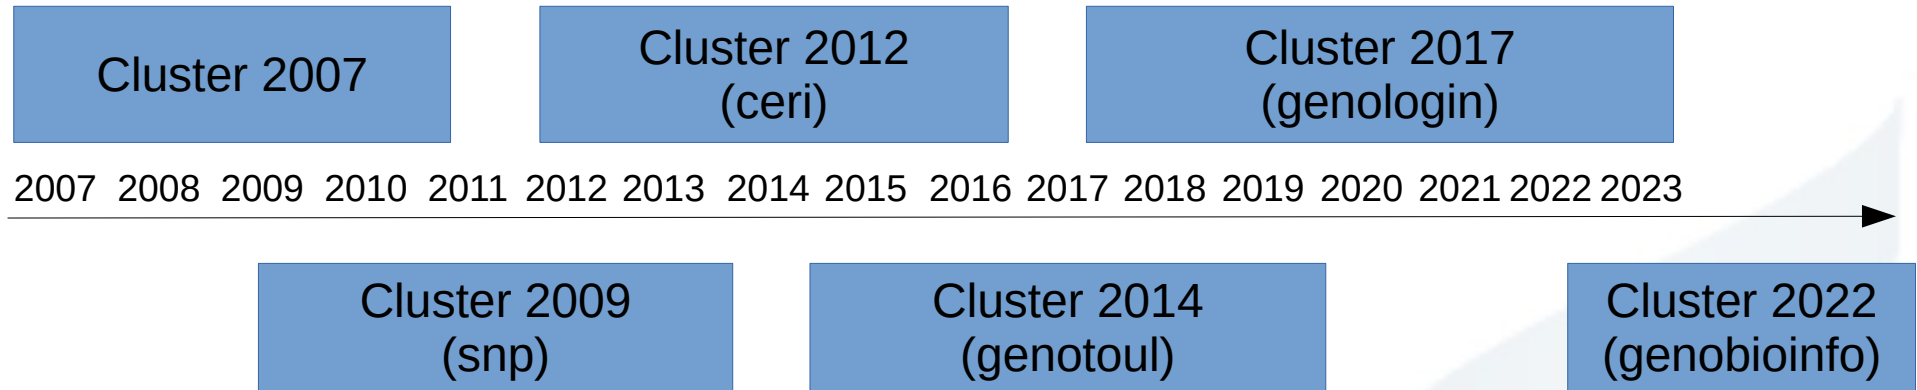 Cluster 2007
Cluster 2012
(ceri)
Cluster 2017
(genologin)
2007 2008 2009 2010 2011 2012 2013 2014 2015 2016 2017 2018 2019 2020 2021 2022 2023
Cluster 2009
(snp)
Cluster 2014
(genotoul)
Cluster 2022
(genobioinfo)